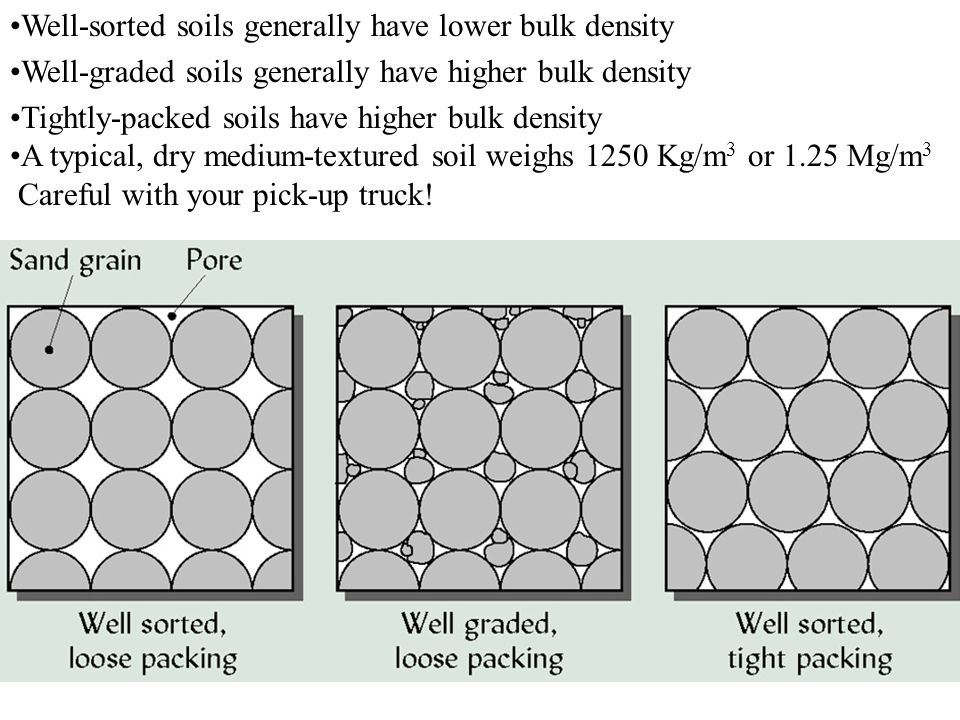 •Well-sorted soils generally have lower bulk density
•Well-graded soils generally have higher bulk density
•Tightly-packed soils have higher bulk density
•A typical, dry medium-textured soil weighs 1250 Kg/m³ or 1.25 Mg/m³
Careful with your pick-up truck!
Sand grain Pore
Well sorted, loose packing
Well graded, loose packing
Well sorted, tight packing